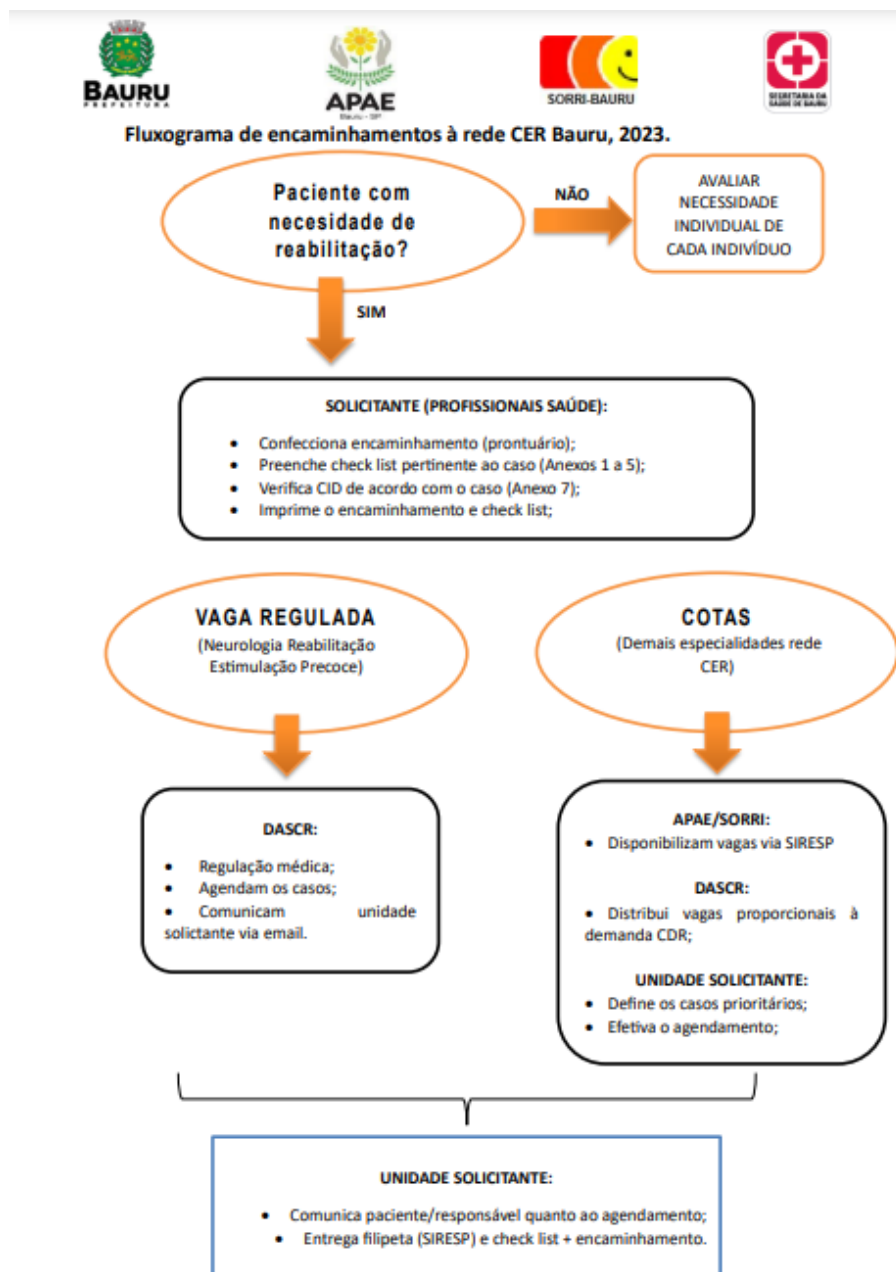 BAURU
PREFEITURA
APAE
Bauru - SP
SORRI-BAURU
SECRETARIA DA
SAÚDE DE BAURU
Fluxograma de encaminhamentos à rede CER Bauru, 2023.
Paciente com
necesidade de
reabilitação?
NÃO
AVALIAR
NECESSIDADE
INDIVIDUAL DE
CADA INDIVÍDUO
SIM
SOLICITANTE (PROFISSIONAIS SAÚDE):
• Confecciona encaminhamento (prontuário);
• Preenche check list pertinente ao caso (Anexos 1 a 5);
• Verifica CID de acordo com o caso (Anexo 7);
• Imprime o encaminhamento e check list;
VAGA REGULADA
(Neurologia Reabilitação
Estimulação Precoce)
COTAS
(Demais especialidades rede
CER)
DASCR:
• Regulação médica;
• Agendam os casos;
• Comunicam unidade
solictante via email.
APAE/SORRI:
• Disponibilizam vagas via SIRESP
DASCR:
• Distribui vagas proporcionais à
demanda CDR;
UNIDADE SOLICITANTE:
• Define os casos prioritários;
• Efetiva o agendamento;
UNIDADE SOLICITANTE:
• Comunica paciente/responsável quanto ao agendamento;
• Entrega filipeta (SIRESP) e check list + encaminhamento.